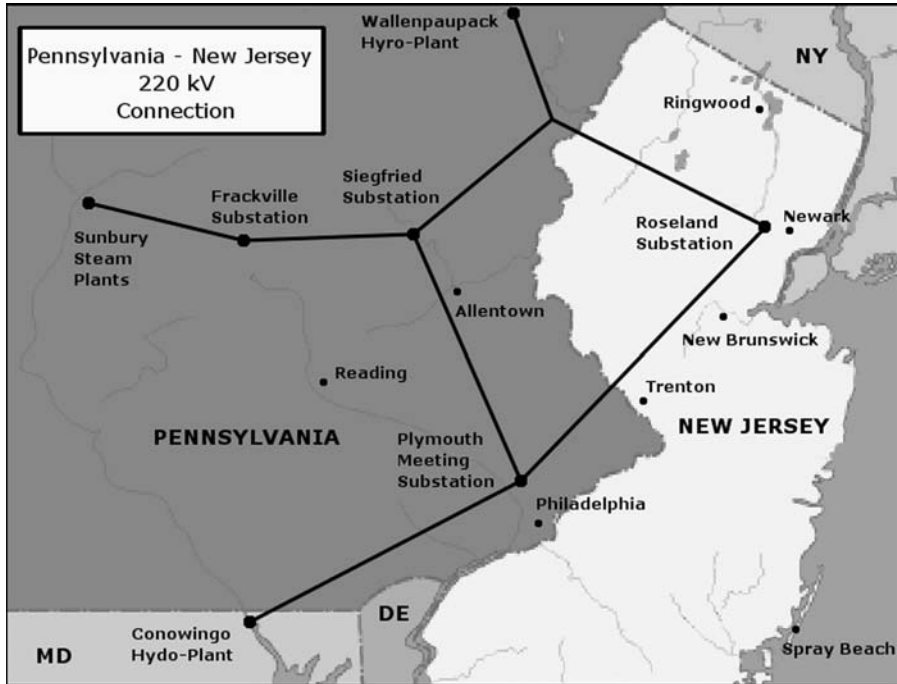 Pennsylvania - New Jersey
220 kV
Connection
Wallenpaupack
Hyro-Plant
NY
Ringwood
Siegfried
Substation
Frackville
Substation
Sunbury
Steam
Plants
Roseland
Substation
Newark
Allentown
New Brunswick
Reading
Trenton
PENNSYLVANIA
NEW JERSEY
Plymouth
Meeting
Substation
Philadelphia
DE
MD
Conowingo
Hydo-Plant
Spray Beach